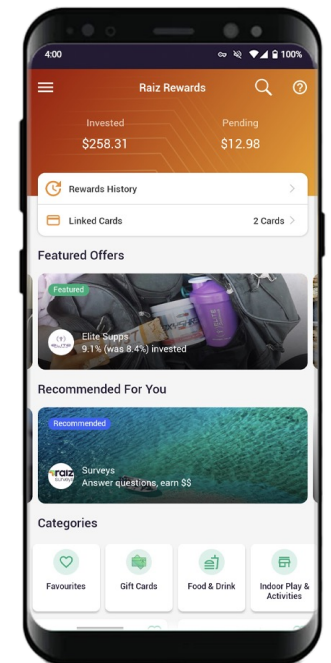 4:00
100%
Raiz Rewards
Invested
Pending
$258.31
$12.98
Rewards History
Linked Cards
2 Cards
Featured Offers
Featured
Elite Supps
9.1% (was 8.4%) invested
Recommended For You
Recommended
raiz
surveys
Surveys
Answer questions, earn $$
Categories
Favourites
Gift Cards
Food & Drink
Indoor Play &
Activities